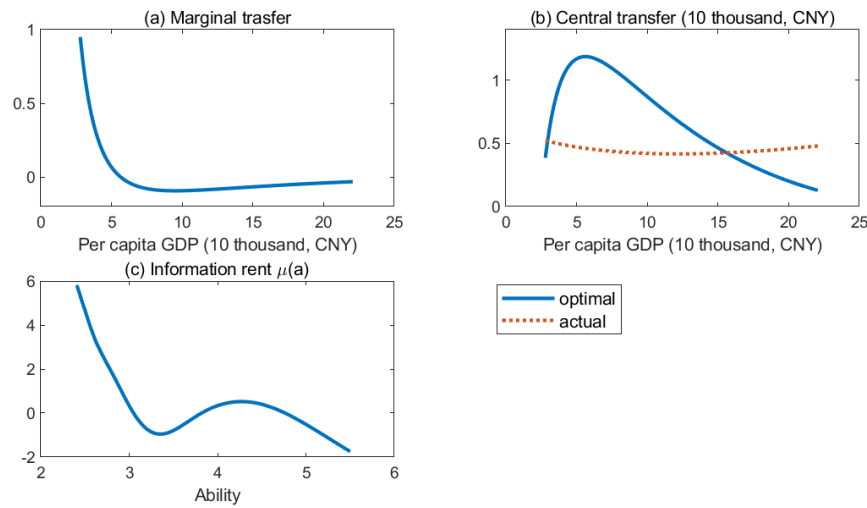 (a) Marginal trasfer
1
0.5
0
0 5 10 15 20 25
Per capita GDP (10 thousand, CNY)
(b) Central transfer (10 thousand, CNY)
1
0.5
0
0 5 10 15 20 25
Per capita GDP (10 thousand, CNY)
(c) Information rent μ(a)
6
4
2
0
-2
2 3 4 5 6
Ability
optimal
actual